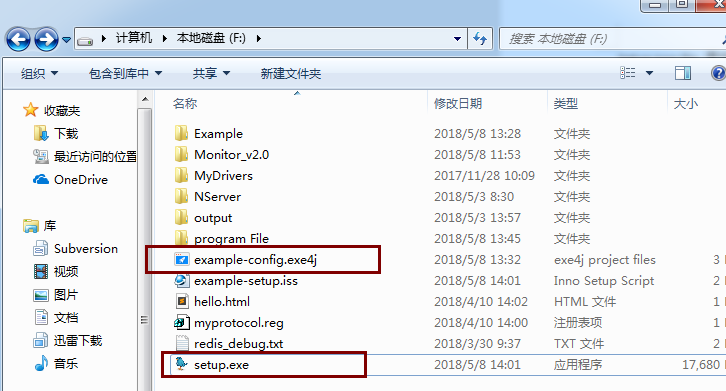 计算机 本地磁盘 (F:) 搜索 本地磁盘 (F:)
组织 包含到库中 共享 新建文件夹
名称 修改日期 类型 大小
收藏夹
下载
最近访问的位置
OneDrive
库
Subversion
视频
图片
文档
迅雷下载
音乐
Example 2018/5/8 13:28 文件夹
Monitor_v2.0 2018/5/8 11:53 文件夹
MyDrivers 2017/11/28 10:09 文件夹
NServer 2018/5/3 8:30 文件夹
output 2018/5/3 13:57 文件夹
program File 2018/5/8 13:45 文件夹
example-config.exe4j 2018/5/8 13:32 exe4j project files 3
example-setup.iss 2018/5/8 14:01 Inno Setup Script 2
hello.html 2018/4/10 14:02 HTML 文件 1
myprotocol.reg 2018/4/10 14:00 注册表项 1
redis_debug.txt 2018/3/30 9:37 TXT 文件 2
setup.exe 2018/5/8 14:01 应用程序 17,680